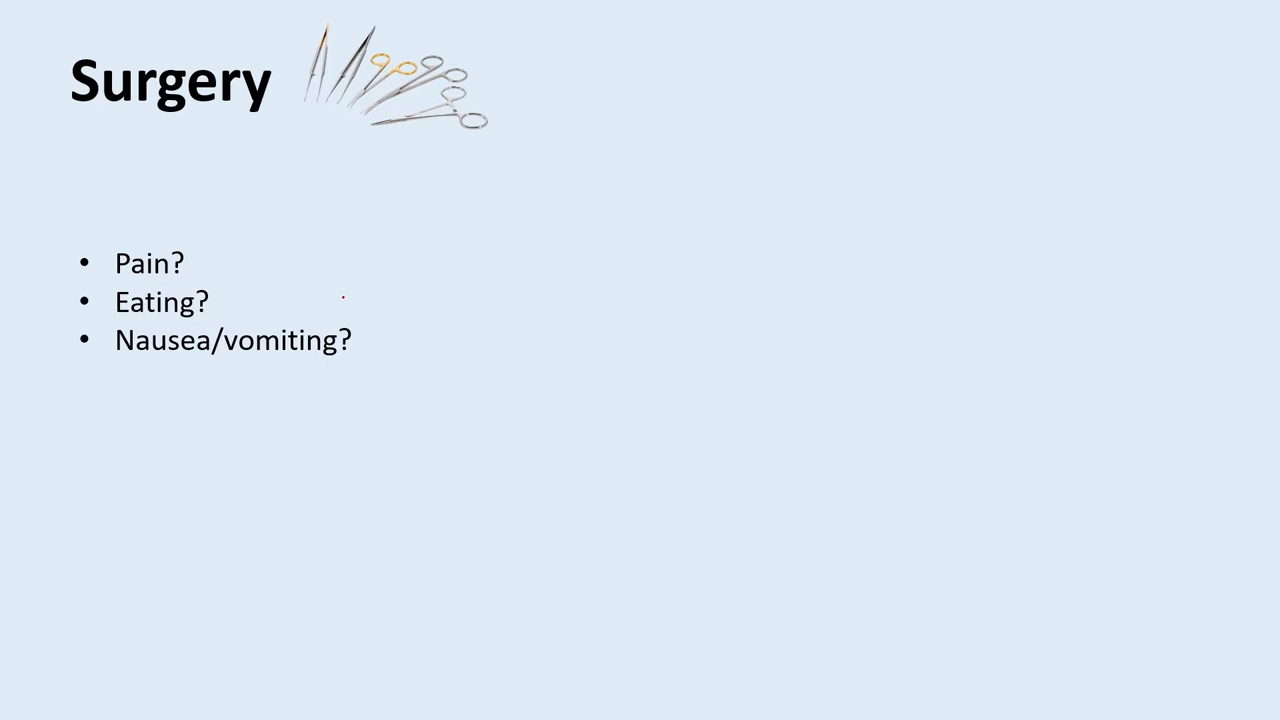 Surgery
• Pain?
• Eating?
• Nausea/vomiting?